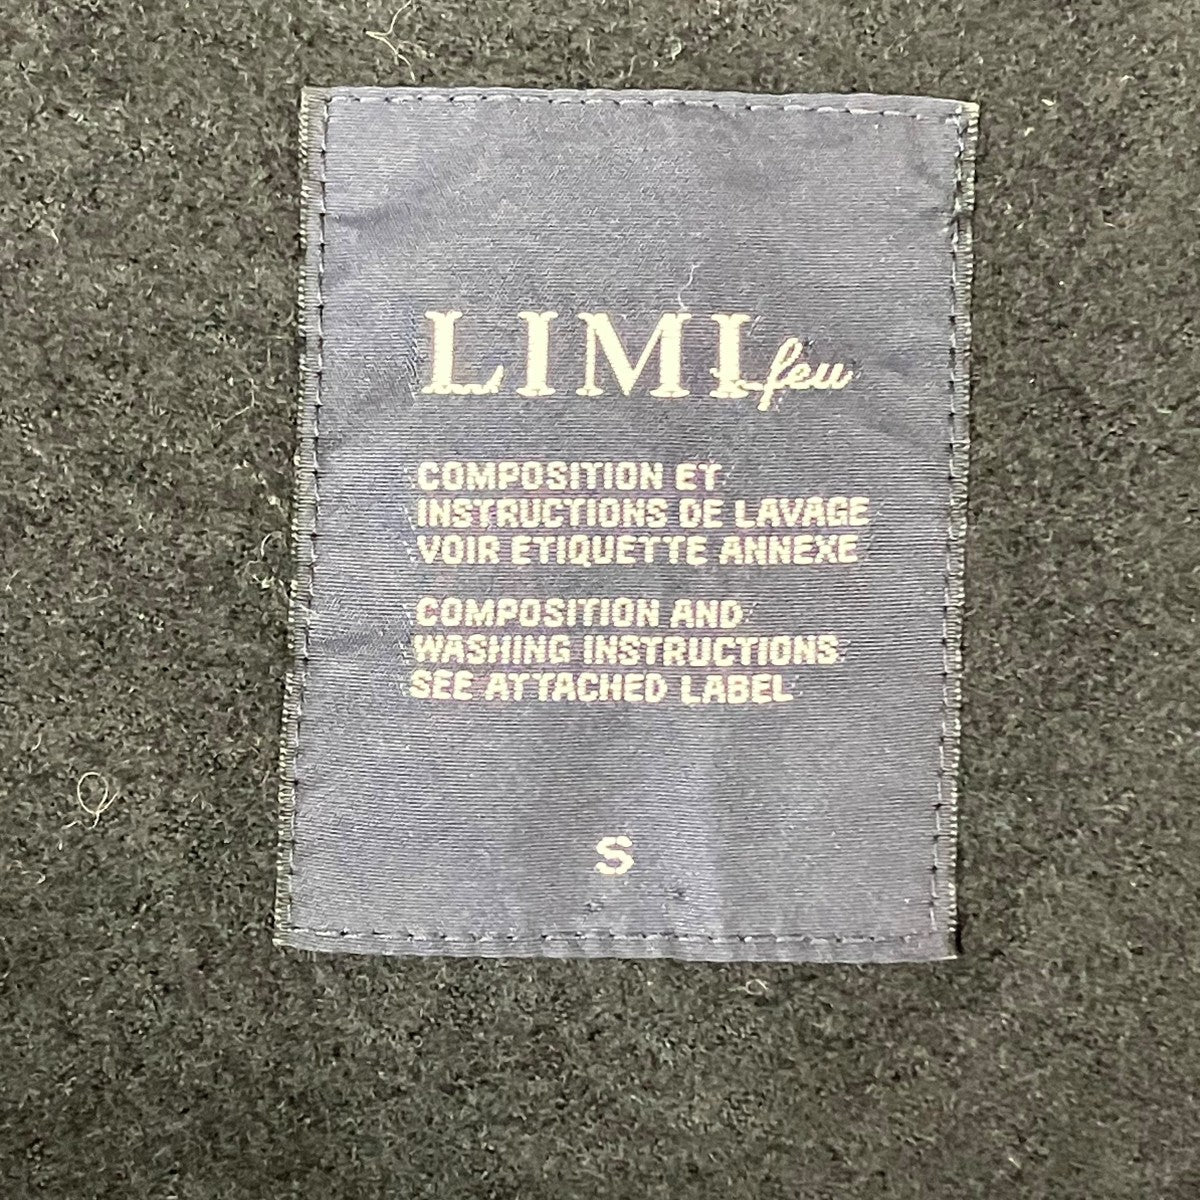 LIMI feu
COMPOSITION ET
INSTRUCTIONS DE LAVAGE
VOIR ETIQUETTE ANNEXE
COMPOSITION AND
WASHING INSTRUCTIONS
SEE ATTACHED LABEL
S